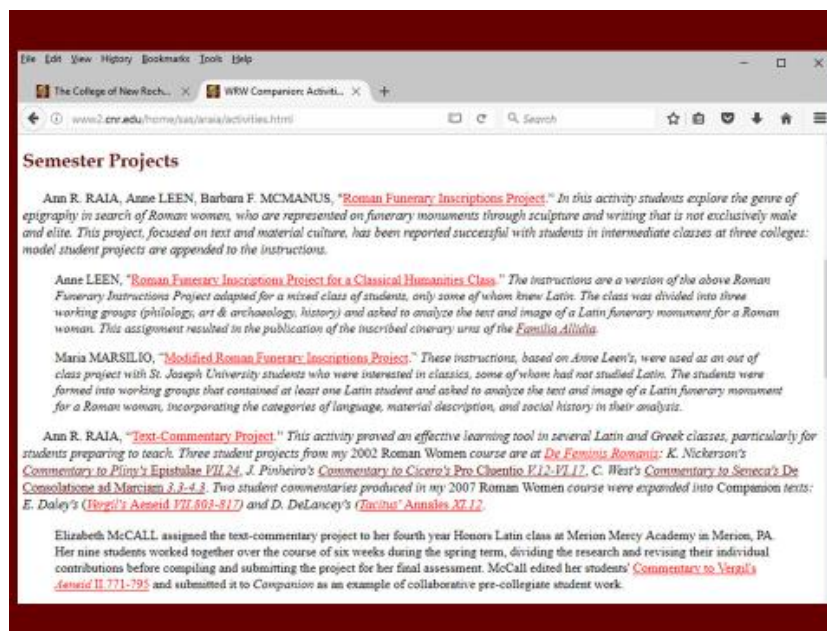 File Edit View History Bookmarks Tools Help
The College of New Roch... × WRW Companion: Activiti... × +
www2.cnr.edu/home/sas/araia/activities.html Search
Semester Projects
Ann R. RAIA, Anne LEEN, Barbara F. MCMANUS, "Roman Funerary Inscriptions Project." In this activity students explore the genre of
epigraphy in search of Roman women, who are represented on funerary monuments through sculpture and writing that is not exclusively male
and elite. This project, focused on text and material culture, has been reported successful with students in intermediate classes at three colleges:
model student projects are appended to the instructions.
Anne LEEN, "Roman Funerary Inscriptions Project for a Classical Humanities Class." The instructions are a version of the above Roman
Funerary Instructions Project adapted for a mixed class of students, only some of whom knew Latin. The class was divided into three
working groups (philology, art & archaeology, history) and asked to analyze the text and image of a Latin funerary monument for a Roman
woman. This assignment resulted in the publication of the inscribed cinerary urns of the Familia Allidia.
Maria MARSILIO, "Modified Roman Funerary Inscriptions Project." These instructions, based on Anne Leen's, were used as an out of
class project with St. Joseph University students who were interested in classics, some of whom had not studied Latin. The students were
formed into working groups that contained at least one Latin student and asked to analyze the text and image of a Latin funerary monument
for a Roman woman, incorporating the categories of language, material description, and social history in their analysis.
Ann R. RAIA, "Text-Commentary Project." This activity proved an effective learning tool in several Latin and Greek classes, particularly for
students preparing to teach. Three student projects from my 2002 Roman Women course are at De Feminis Romanis: K. Nickerson's
Commentary to Pliny's Epistulae VII.24, J. Pinheiro's Commentary to Cicero's Pro Cluentio V.12-VI.17, C. West's Commentary to Seneca's De
Consolatione ad Marciam 3.3-4.3. Two student commentaries produced in my 2007 Roman Women course were expanded into Companion texts:
E. Daley's (Vergil's Aeneid VII.803-817) and D. DeLancey's (Tacitus' Annales XI.12.
Elizabeth McCALL assigned the text-commentary project to her fourth year Honors Latin class at Merion Mercy Academy in Merion, PA.
Her nine students worked together over the course of six weeks during the spring term, dividing the research and revising their individual
contributions before compiling and submitting the project for her final assessment. McCall edited her students' Commentary to Vergil's
Aeneid II.771-795 and submitted it to Companion as an example of collaborative pre-collegiate student work.